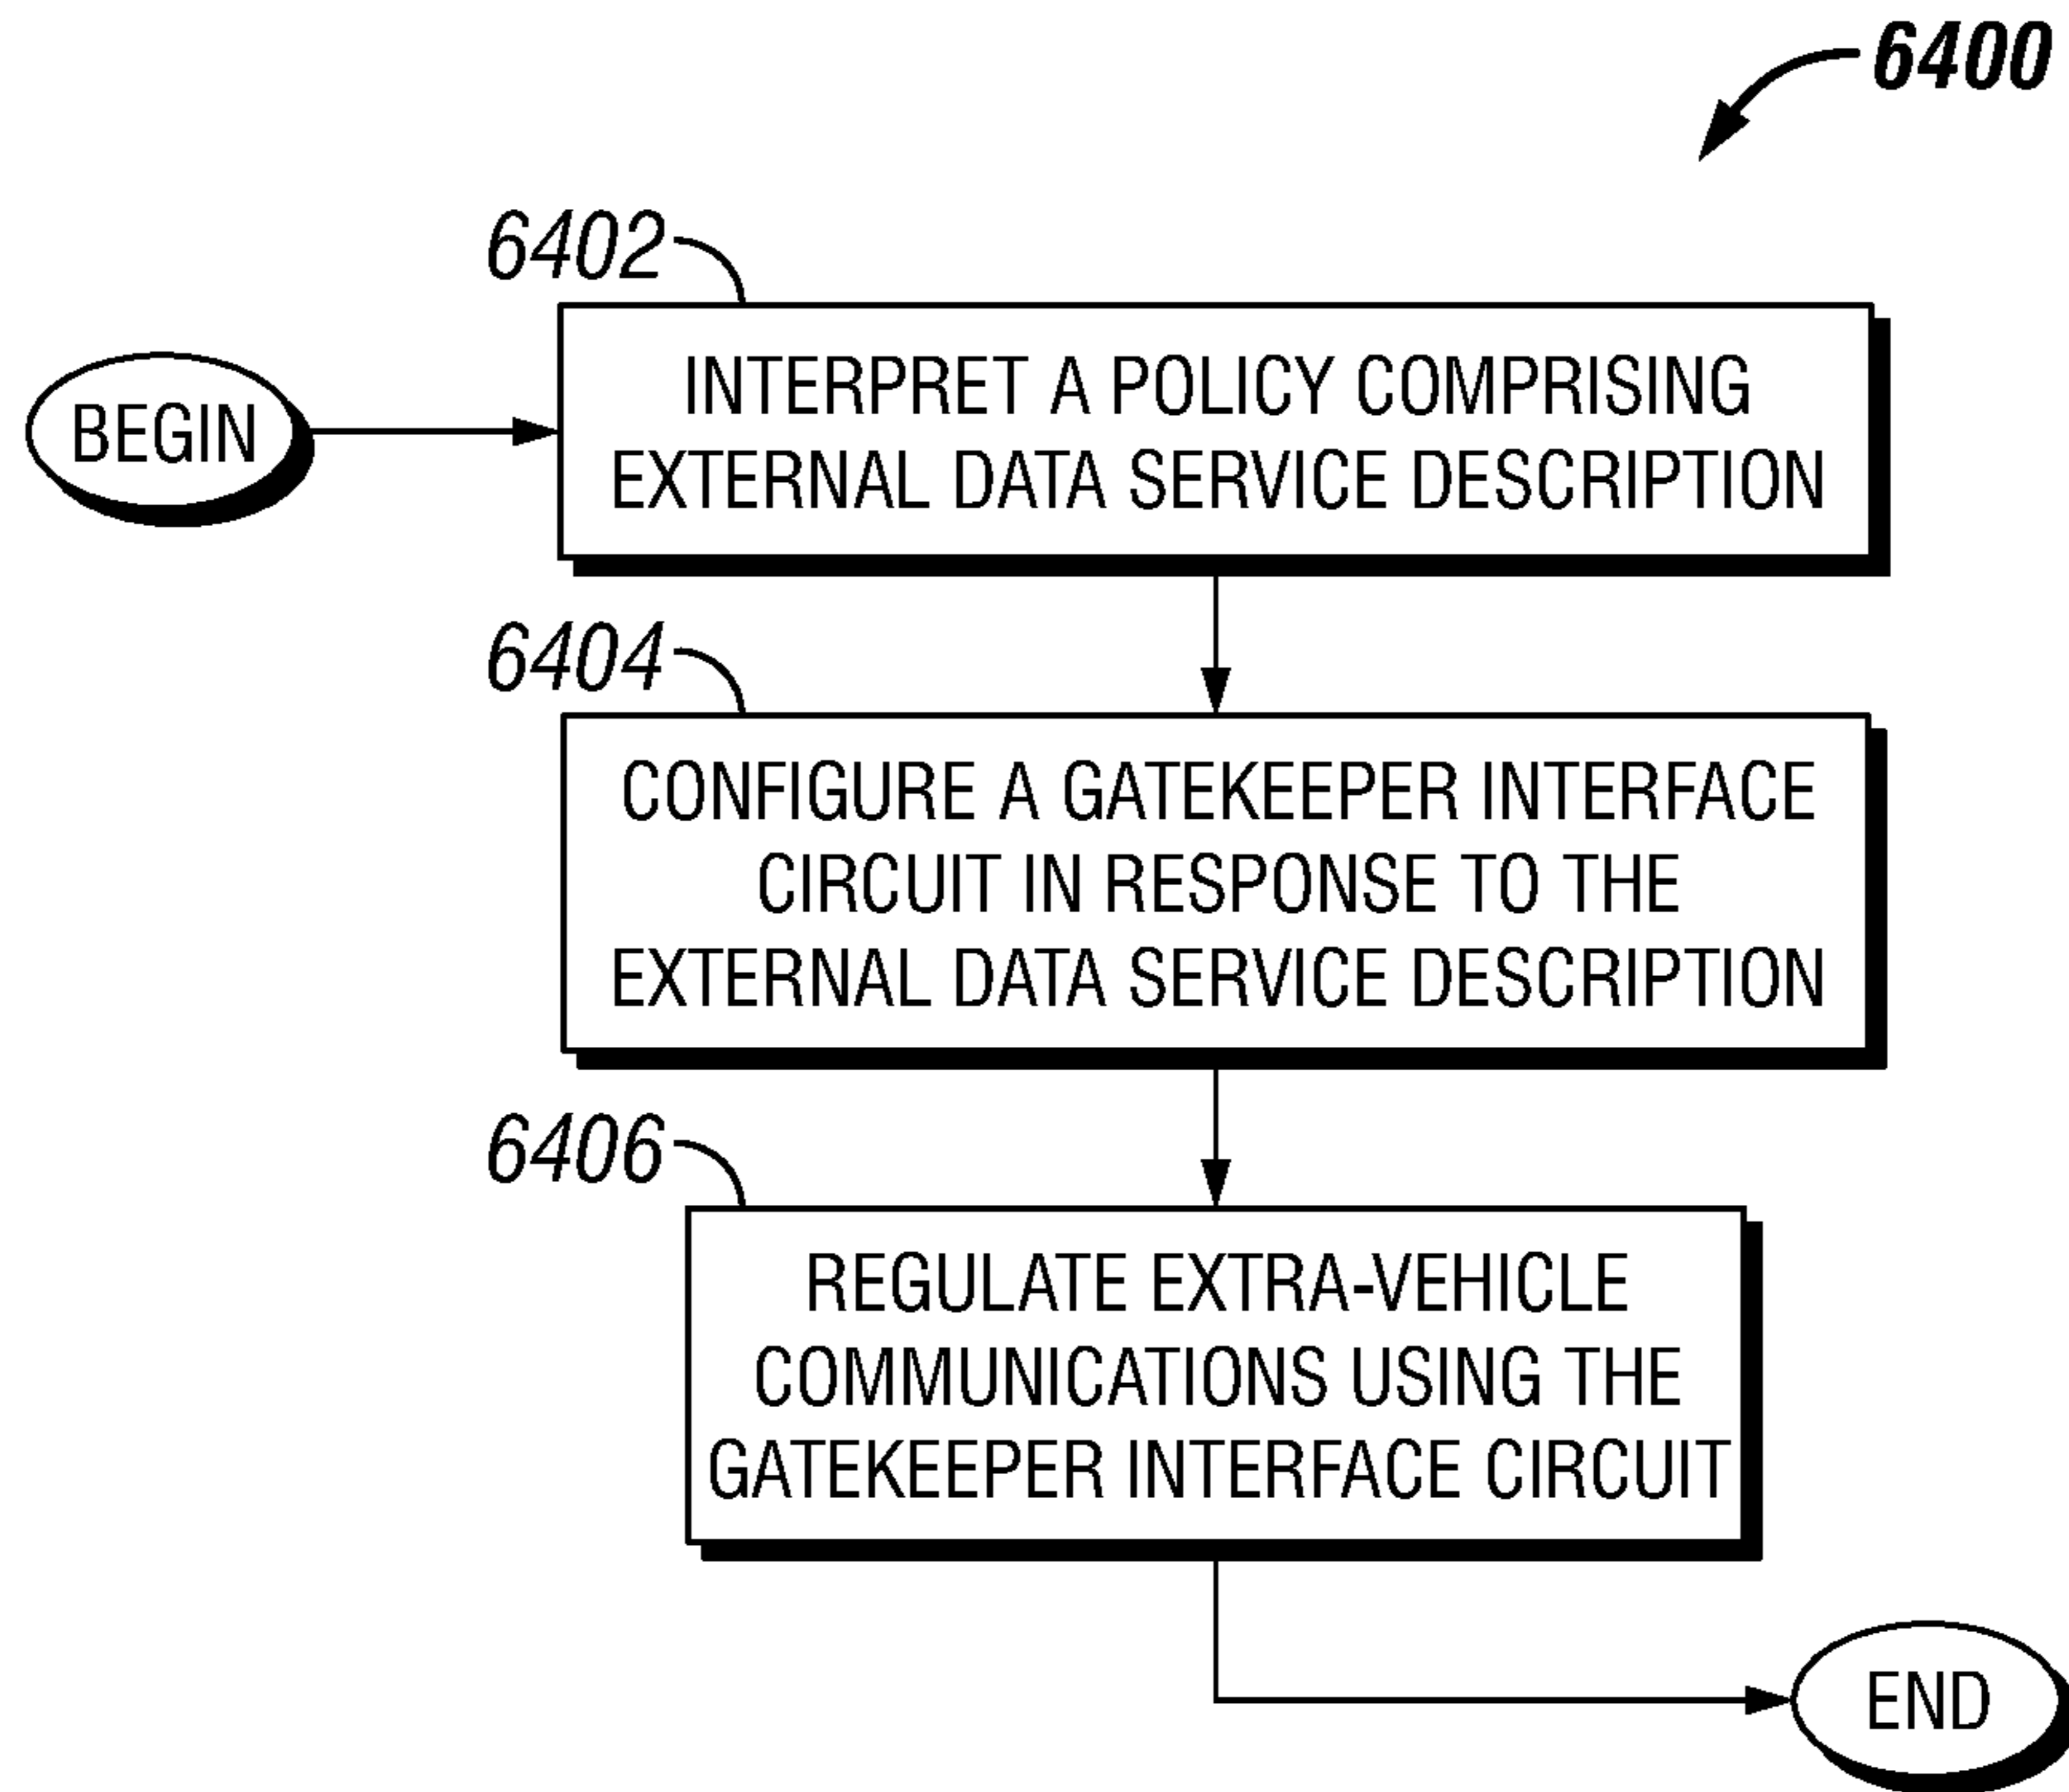 6400
6402
BEGIN
INTERPRET A POLICY COMPRISING
EXTERNAL DATA SERVICE DESCRIPTION
6404
CONFIGURE A GATEKEEPER INTERFACE
CIRCUIT IN RESPONSE TO THE
EXTERNAL DATA SERVICE DESCRIPTION
6406
REGULATE EXTRA-VEHICLE
COMMUNICATIONS USING THE
GATEKEEPER INTERFACE CIRCUIT
END